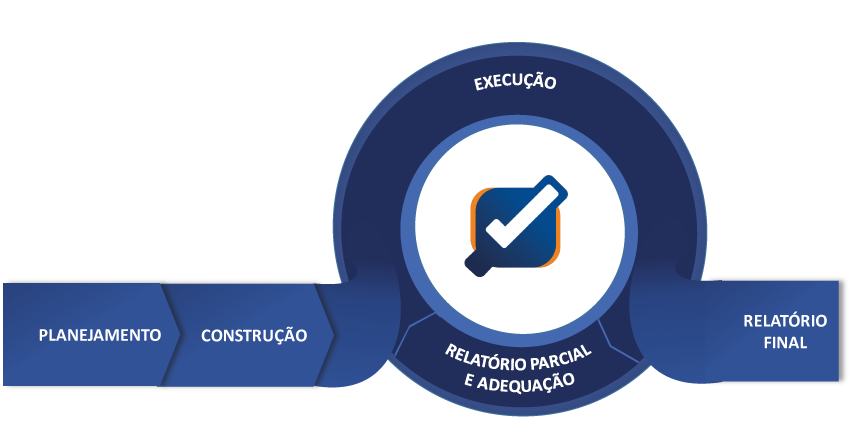 EXECUÇÃO
PLANEJAMENTO
CONSTRUÇÃO
RELATÓRIO PARCIAL
E ADEQUAÇÃO
RELATÓRIO
FINAL